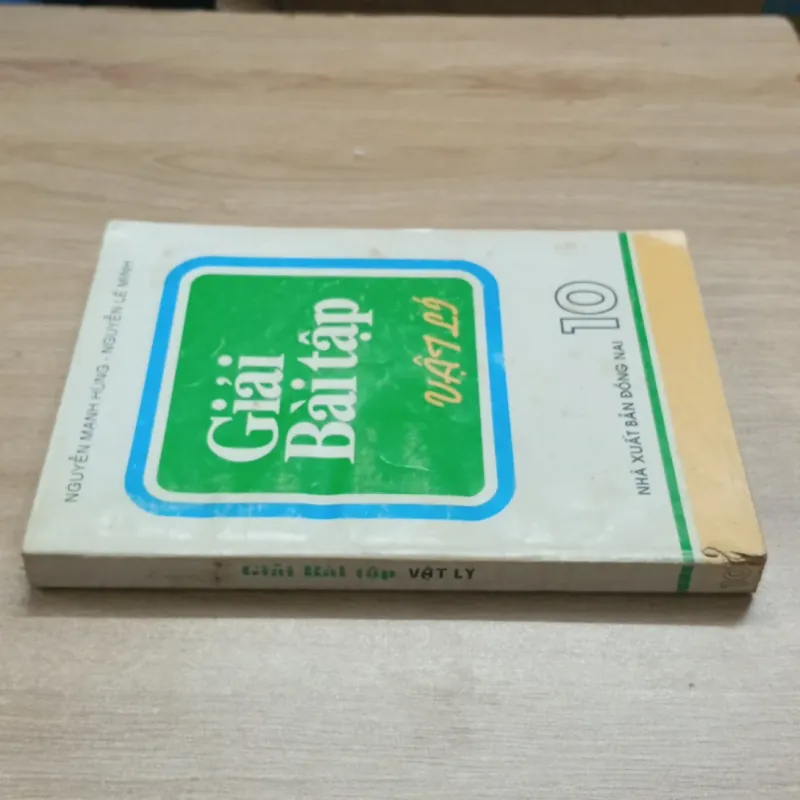 NGUYỄN MẠNH HÙNG - NGUYỄN LÊ MINH
Giải
Bài tập
VẬT LÝ
10
NHÀ XUẤT BẢN ĐỒNG NAI
Giải Bài tập VẬT LÝ
10